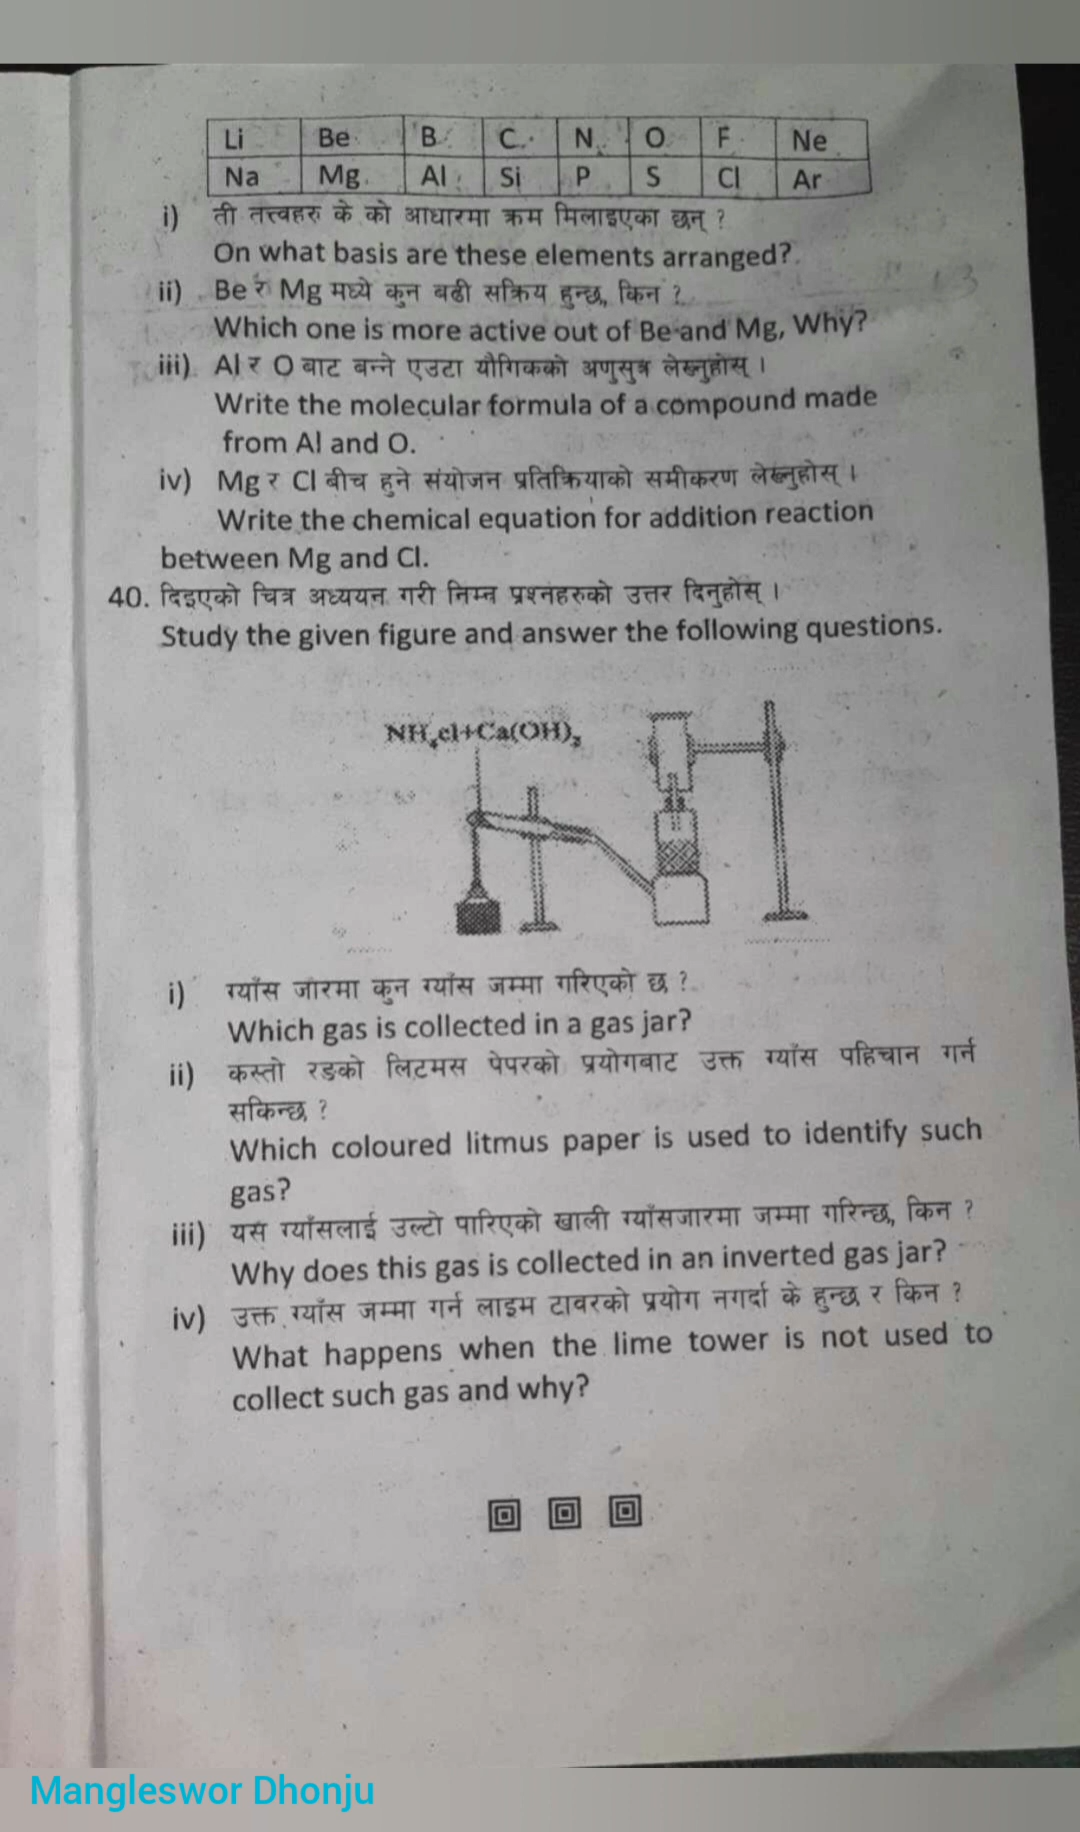 Li Be B C N O F Ne
Na Mg Al Si P S Cl Ar
i) ती तत्त्वहरु के को आधारमा क्रम मिलाइएका छन् ?
On what basis are these elements arranged?
ii) Be र Mg मध्ये कुन बढी सक्रिय हुन्छ, किन ?
Which one is more active out of Be and Mg, Why?
iii) Al र O बाट बन्ने एउटा यौगिकको अणुसुत्र लेख्नुहोस् ।
Write the molecular formula of a compound made
from Al and O.
iv) Mg र Cl बीच हुने संयोजन प्रतिक्रियाको समीकरण लेख्नुहोस् ।
Write the chemical equation for addition reaction
between Mg and Cl.
40. दिइएको चित्र अध्ययन गरी निम्न प्रश्नहरुको उत्तर दिनुहोस् ।
Study the given figure and answer the following questions.
NH₄cl+Ca(OH)₂
i) ग्याँस जारमा कुन ग्याँस जम्मा गरिएको छ ?
Which gas is collected in a gas jar?
ii) कस्तो रङको लिटमस पेपरको प्रयोगबाट उक्त ग्याँस पहिचान गर्न
सकिन्छ ?
Which coloured litmus paper is used to identify such
gas?
iii) यस ग्याँसलाई उल्टो पारिएको खाली ग्याँसजारमा जम्मा गरिन्छ, किन ?
Why does this gas is collected in an inverted gas jar?
iv) उक्त ग्याँस जम्मा गर्न लाइम टावरको प्रयोग नगर्दा के हुन्छ र किन ?
What happens when the lime tower is not used to
collect such gas and why?
Mangleswor Dhonju